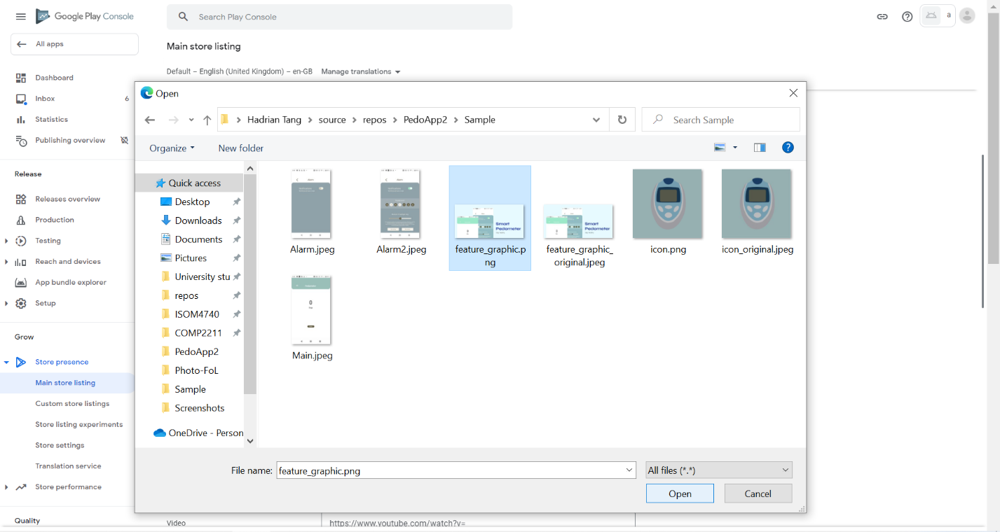 Google Play Console
Search Play Console
a
All apps
Main store listing
Default – English (United Kingdom) – en-GB Manage translations
Dashboard
Inbox 6
Statistics
Publishing overview
Release
Releases overview
Production
Testing
Reach and devices
App bundle explorer
Setup
Grow
Store presence
Main store listing
Custom store listings
Store listing experiments
Store settings
Translation service
Store performance
Quality
Open
Hadrian Tang > source > repos > PedoApp2 > Sample
Search Sample
Organize New folder
?
Quick access
Desktop
Downloads
Documents
Pictures
University stu
repos
ISOM4740
COMP2211
PedoApp2
Photo-FoL
Sample
Screenshots
OneDrive - Person
Alarm
Alarm
Smart
Pedometer
Smart
Pedometer
Alarm.jpeg
Alarm2.jpeg
feature_graphic.p
ng
feature_graphic_
original.jpeg
icon.png
icon_original.jpeg
0
Main.jpeg
File name: feature_graphic.png All files (*.*)
Open Cancel
Video https://www.youtube.com/watch?v=